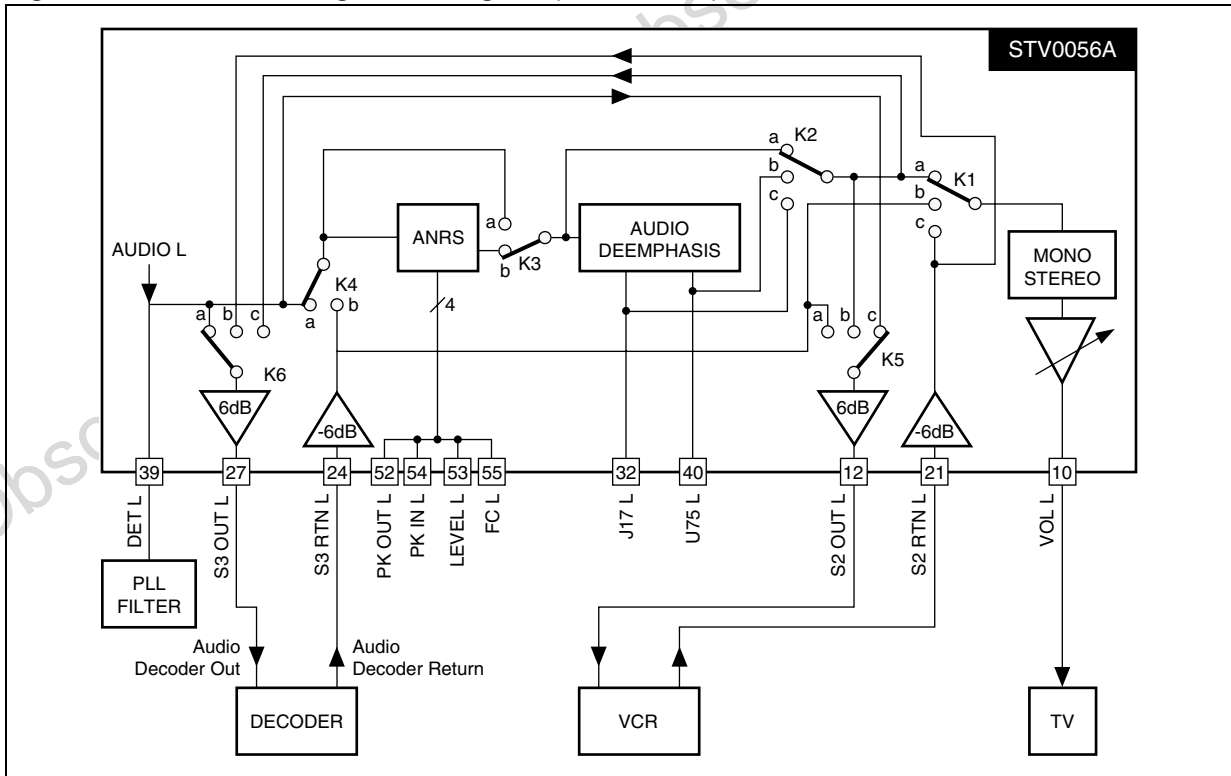 STV0056A
K2
a
b
c
a
K1
b
c
ANRS
a
b
K3
AUDIO
DEEMPHASIS
MONO
STEREO
AUDIO L
K4
a
b
4
a
b
c
K6
a
b
c
K5
6dB
-6dB
6dB
-6dB
39
27
24
52
54
53
55
32
40
12
21
10
DET L
S3 OUT L
S3 RTN L
PK OUT L
PK IN L
LEVEL L
FC L
J17 L
U75 L
S2 OUT L
S2 RTN L
VOL L
PLL
FILTER
Audio
Decoder Out
Audio
Decoder Return
DECODER
VCR
TV